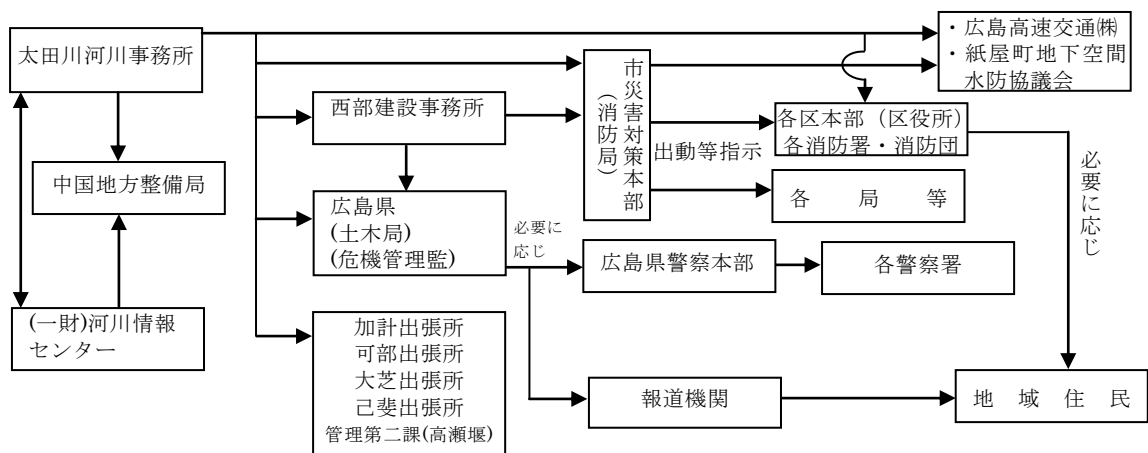 太田川河川事務所
中国地方整備局
(一財)河川情報
センター
西部建設事務所
広島県
(土木局)
(危機管理監)
加計出張所
可部出張所
大芝出張所
己斐出張所
管理第二課(高瀬堰)
必要に
応じ
市災害対策本部
(消防局)
出動等指示
・広島高速交通㈱
・紙屋町地下空間
水防協議会
各区本部（区役所）
各消防署・消防団
各　局　等
広島県警察本部
各警察署
報道機関
必要に応じ
地　域　住　民